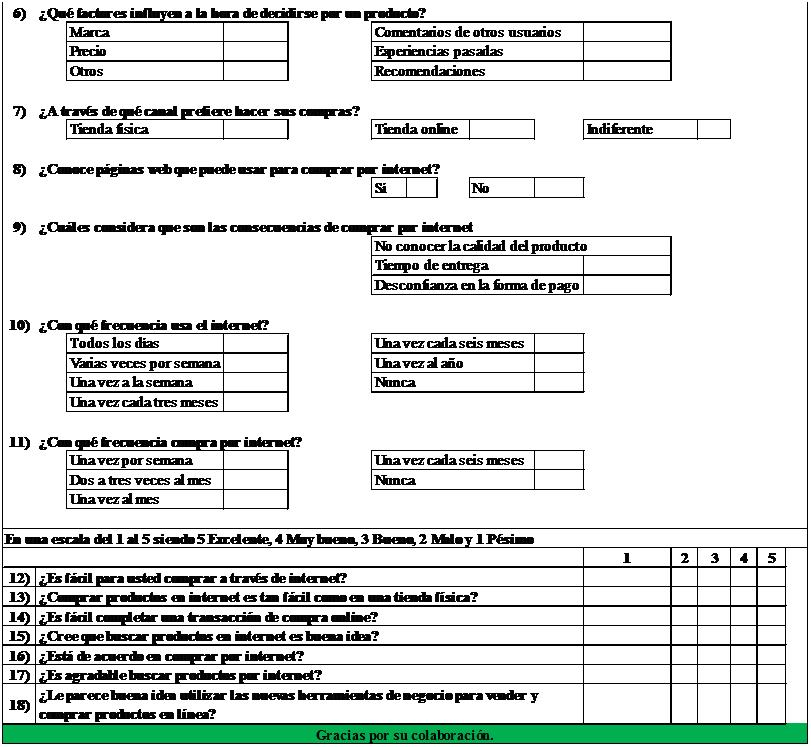 6) ¿Qué factores influyen a la hora de decidirse por un producto?
Marca Comentarios de otros usuarios
Precio Experiencias pasadas
Otros Recomendaciones
7) ¿A través de qué canal prefiere hacer sus compras?
Tienda física Tienda online Indiferente
8) ¿Conoce páginas web que puede usar para comprar por internet?
Si No
9) ¿Cuáles considera que son las consecuencias de comprar por internet
No conocer la calidad del producto
Tiempo de entrega
Desconfianza en la forma de pago
10) ¿Con qué frecuencia usa el internet?
Todos los días Una vez cada seis meses
Varias veces por semana Una vez al año
Una vez a la semana Nunca
Una vez cada tres meses
11) ¿Con qué frecuencia compra por internet?
Una vez por semana Una vez cada seis meses
Dos a tres veces al mes Nunca
Una vez al mes
En una escala del 1 al 5 siendo 5 Excelente, 4 Muy bueno, 3 Bueno, 2 Malo y 1 Pésimo
1 2 3 4 5
12) ¿Es fácil para usted comprar a través de internet?
13) ¿Comprar productos en internet es tan fácil como en una tienda física?
14) ¿Es fácil completar una transacción de compra online?
15) ¿Cree que buscar productos en internet es buena idea?
16) ¿Está de acuerdo en comprar por internet?
17) ¿Es agradable buscar productos por internet?
18) ¿Le parece buena idea utilizar las nuevas herramientas de negocio para vender y
comprar productos en línea?
Gracias por su colaboración.